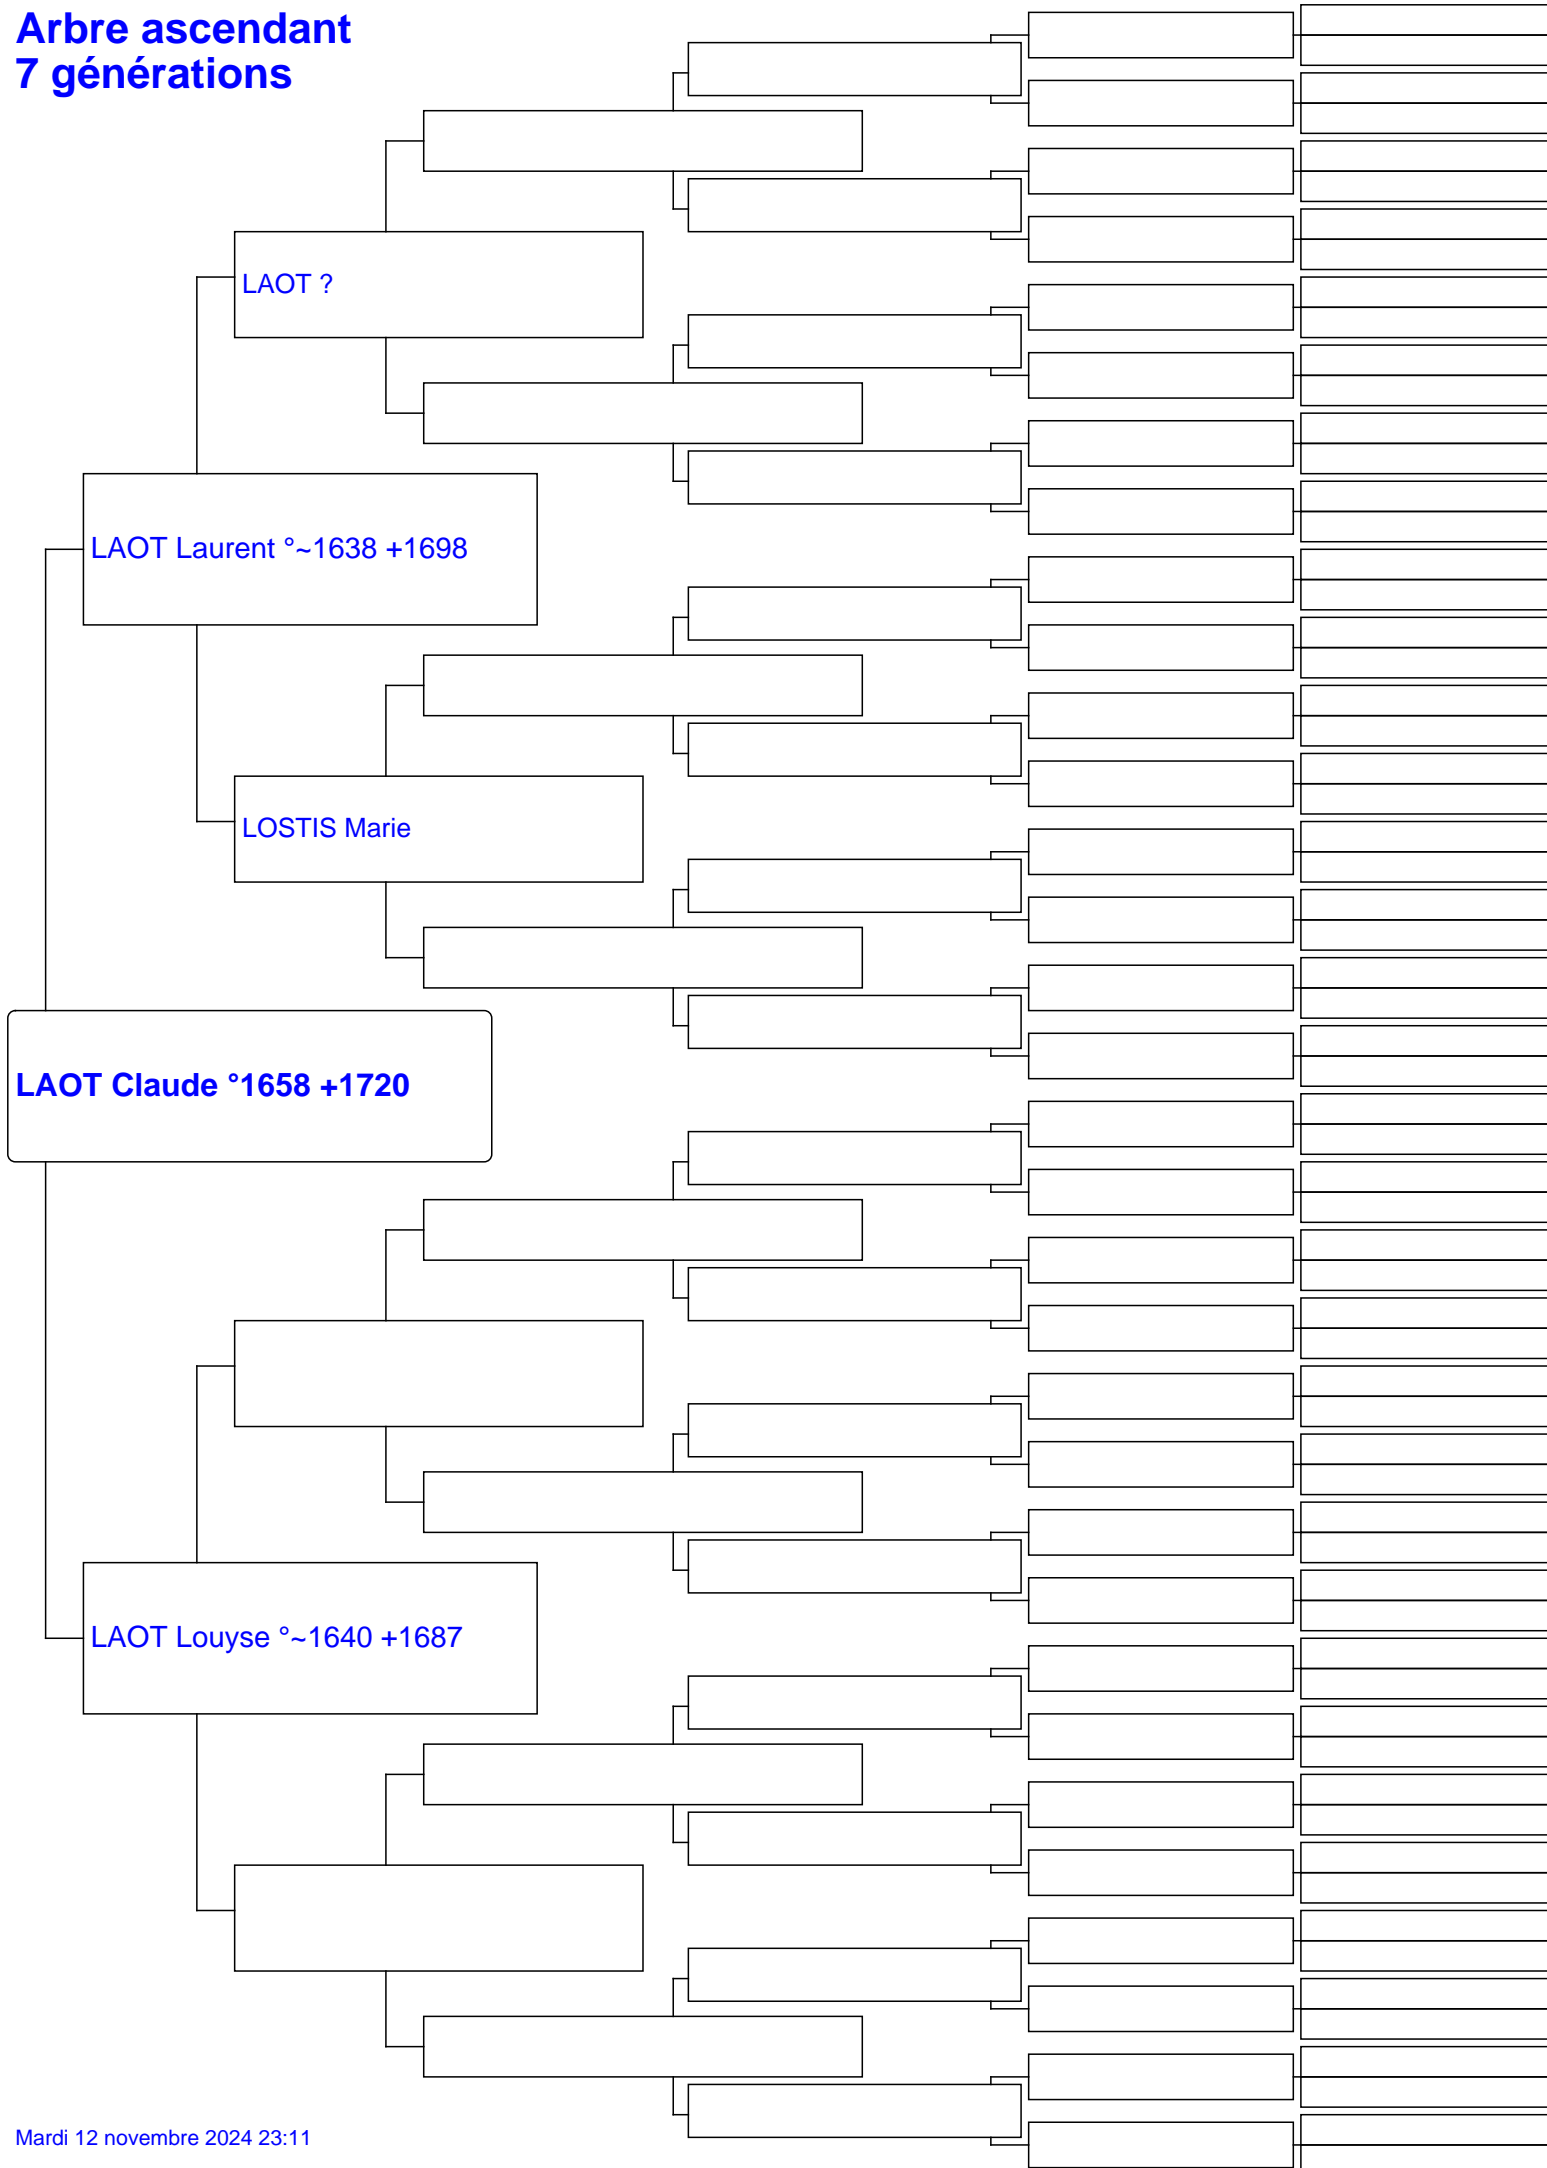 Arbre ascendant
7 générations
LAOT ?
LAOT Laurent °~1638 +1698
LOSTIS Marie
LAOT Claude °1658 +1720
LAOT Louyse °~1640 +1687
Mardi 12 novembre 2024 23:11